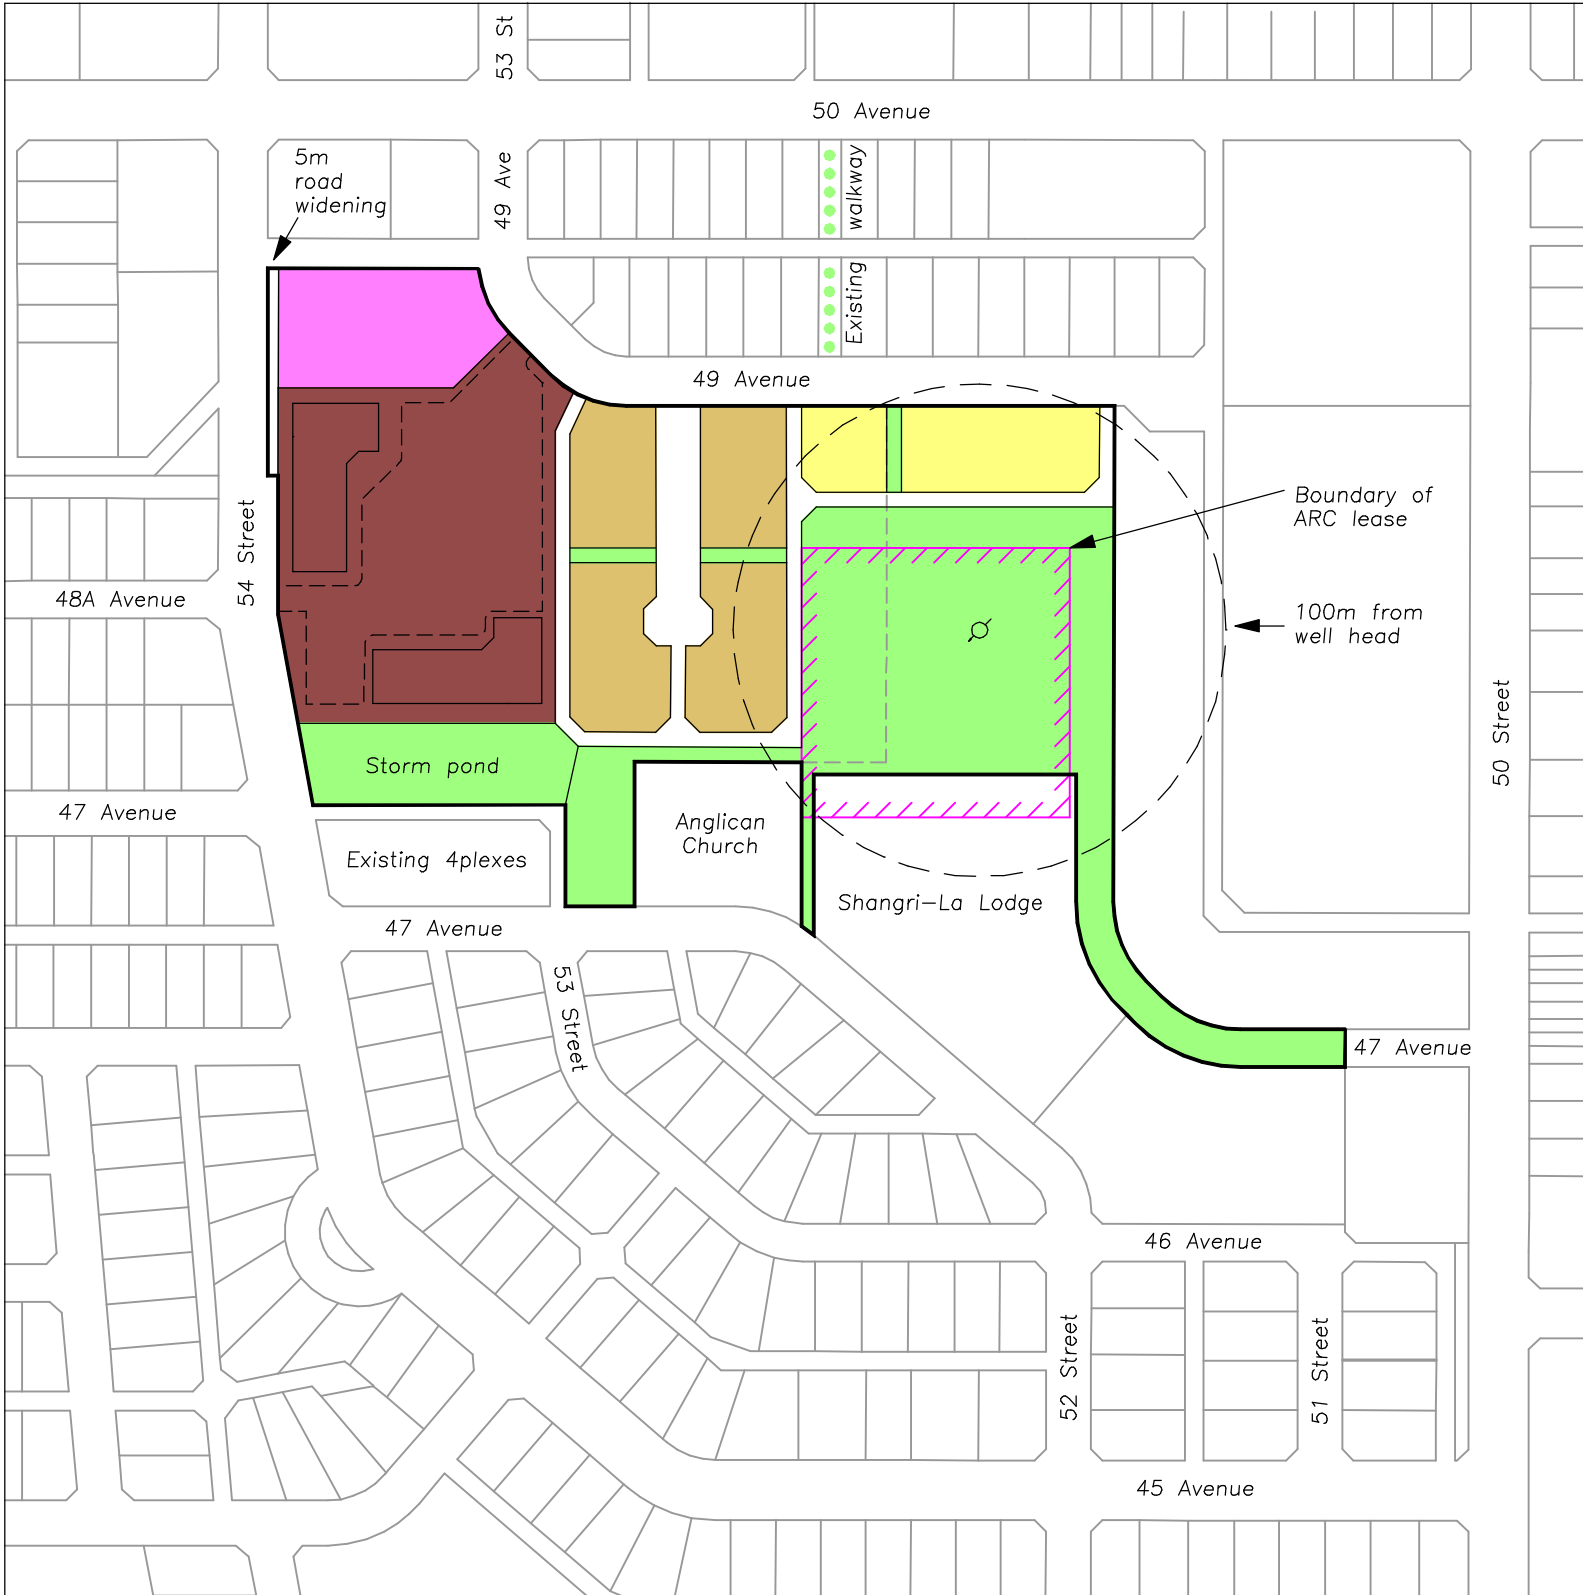 53 St
50 Avenue
5m
road
widening
49 Ave
walkway
Existing
49 Avenue
Boundary of
ARC lease
54 Street
48A Avenue
100m from
well head
50 Street
Storm pond
47 Avenue
Anglican
Church
Existing 4plexes
Shangri-La Lodge
47 Avenue
53 Street
47 Avenue
46 Avenue
52 Street
51 Street
45 Avenue